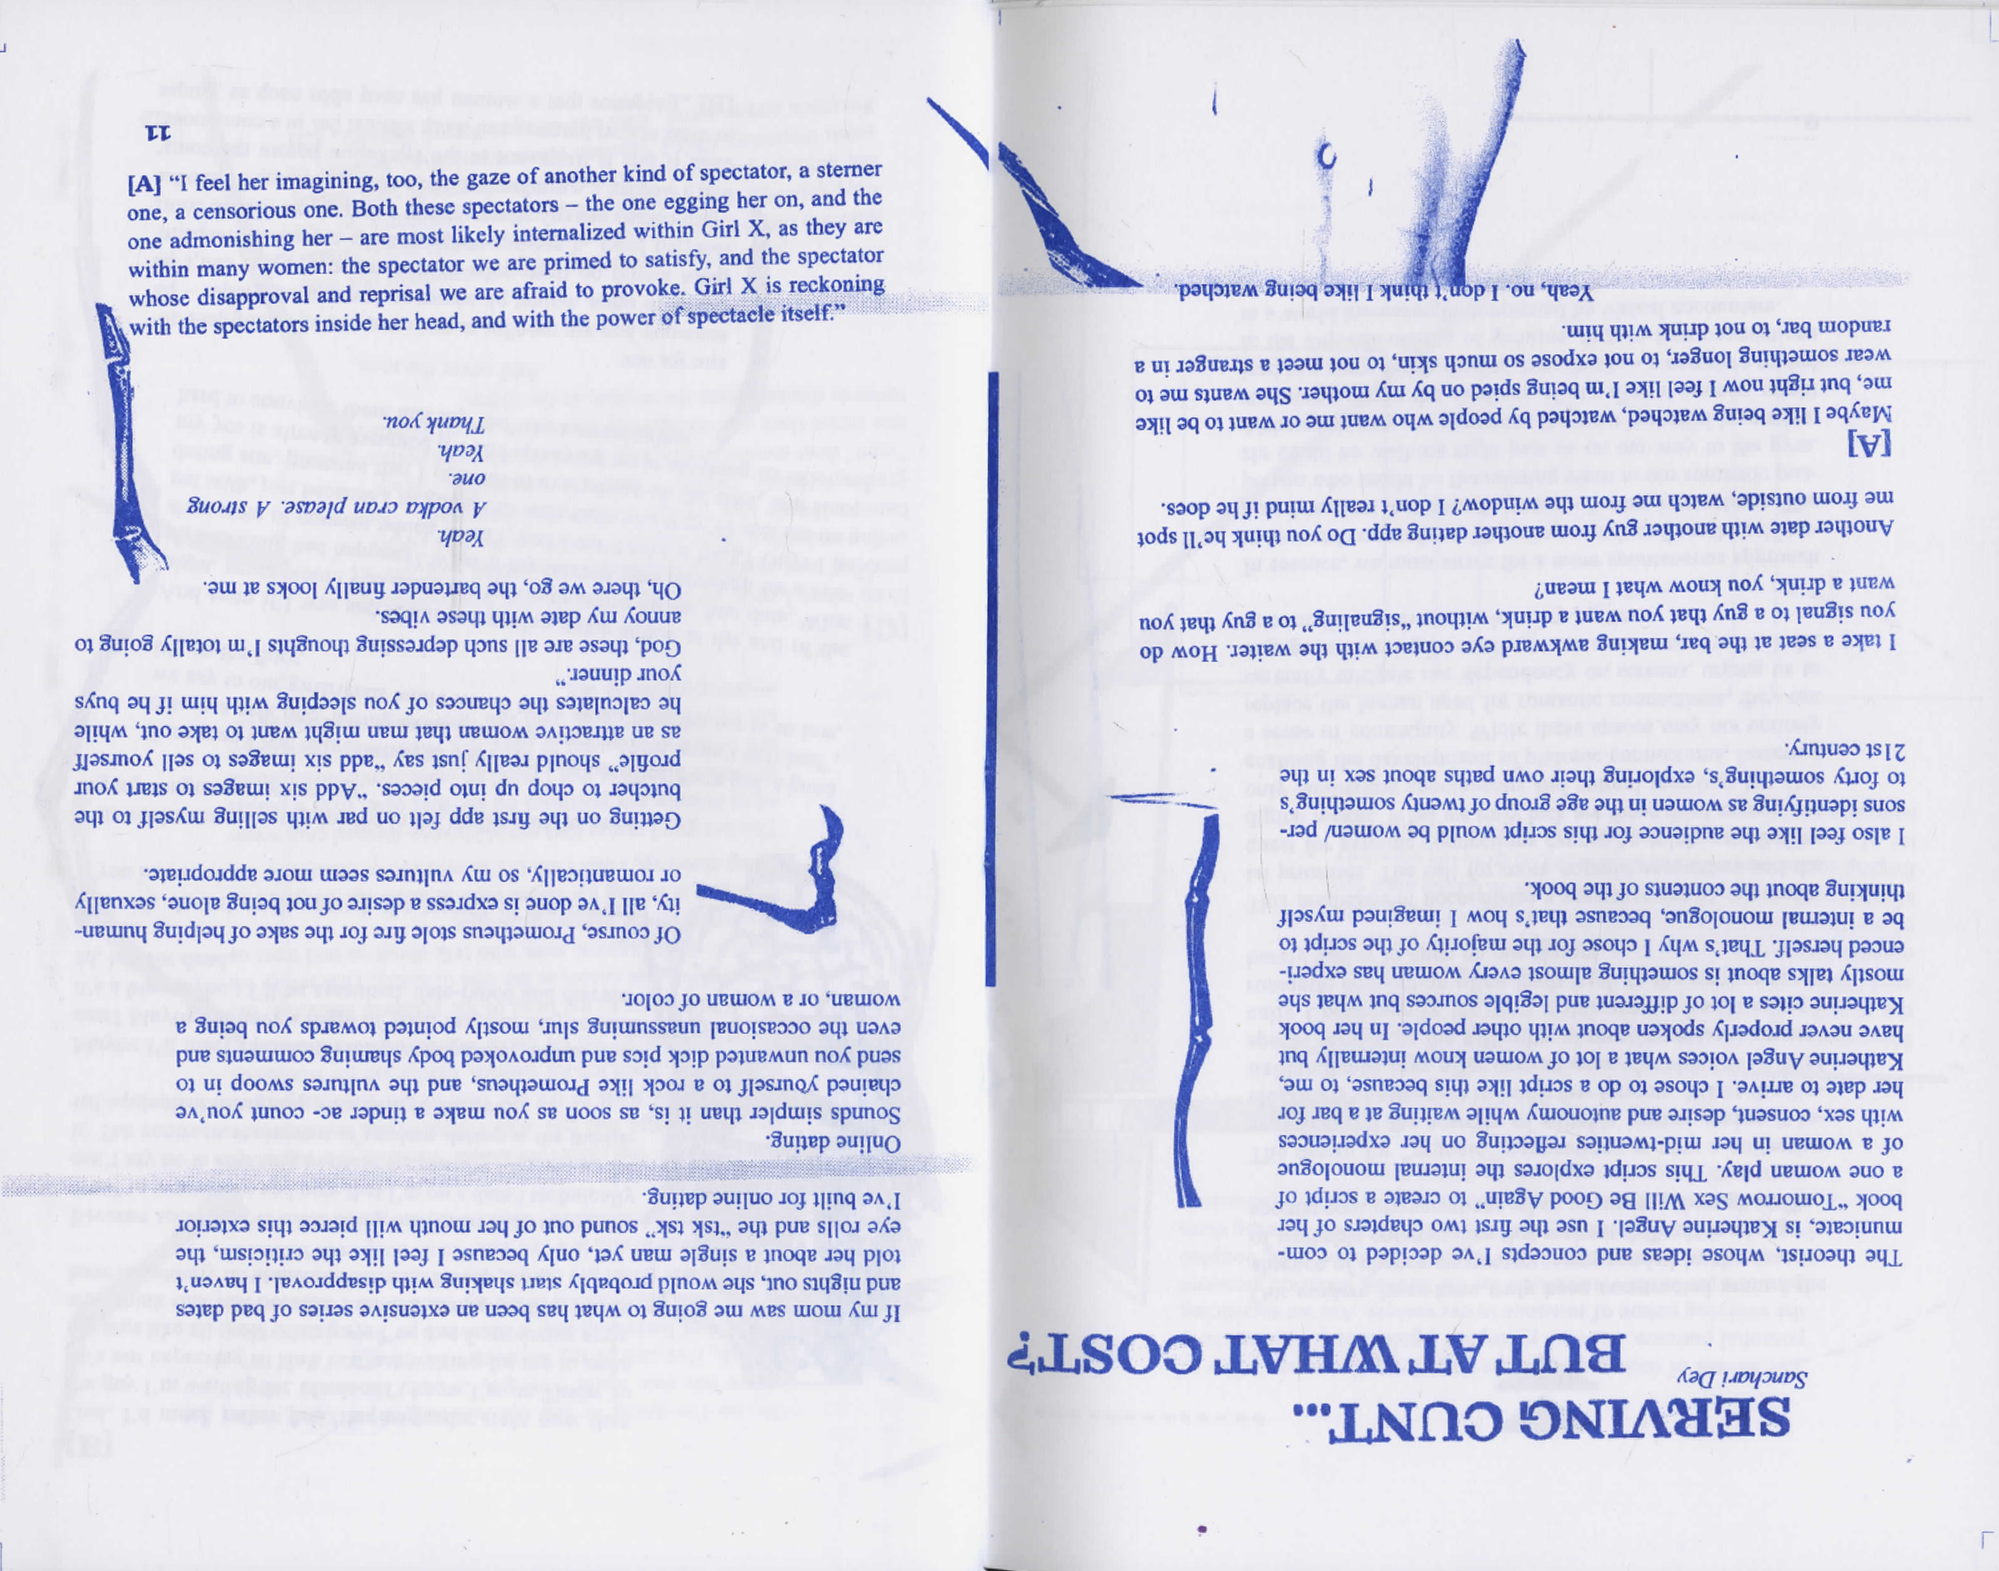 SERVING CUNT...
Sanchari Dey
BUT AT WHAT COST?
The theorist, whose ideas and concepts I've decided to com-
municate, is Katherine Angel. I use the first two chapters of her
book “Tomorrow Sex Will Be Good Again” to create a script of
a one woman play. This script explores the internal monologue
of a woman in her mid-twenties reflecting on her experiences
with sex, consent, desire and autonomy while waiting at a bar for
her date to arrive. I chose to do a script like this because, to me,
Katherine Angel voices what a lot of women know internally but
have never properly spoken about with other people. In her book
Katherine cites a lot of different and legible sources but what she
mostly talks about is something almost every woman has experi-
enced herself. That's why I chose for the majority of the script to
be a internal monologue, because that's how I imagined myself
thinking about the contents of the book.
I also feel like the audience for this script would be women/ per-
sons identifying as women in the age group of twenty something's
to forty something's, exploring their own paths about sex in the
21st century.
I take a seat at the bar, making awkward eye contact with the waiter. How do
you signal to a guy that you want a drink, without “signaling” to a guy that you
want a drink, you know what I mean?
Another date with another guy from another dating app. Do you think he'll spot
me from outside, watch me from the window? I don't really mind if he does.
[A]
Maybe I like being watched, watched by people who want me or want to be like
me, but right now I feel like I'm being spied on by my mother. She wants me to
wear something longer, to not expose so much skin, to not meet a stranger in a
random bar, to not drink with him.
Yeah, no. I don't think I like being watched.
If my mom saw me going to what has been an extensive series of bad dates
and nights out, she would probably start shaking with disapproval. I haven't
told her about a single man yet, only because I feel like the criticism, the
eye rolls and the “tsk tsk” sound out of her mouth will pierce this exterior
I've built for online dating.
Online dating.
Sounds simpler than it is, as soon as you make a tinder ac- count you've
chained yourself to a rock like Prometheus, and the vultures swoop in to
send you unwanted dick pics and unprovoked body shaming comments and
even the occasional unassuming slur, mostly pointed towards you being a
woman, or a woman of color.
Of course, Prometheus stole fire for the sake of helping human-
ity, all I've done is express a desire of not being alone, sexually
or romantically, so my vultures seem more appropriate.
Getting on the first app felt on par with selling myself to the
butcher to chop up into pieces. “Add six images to start your
profile” should really just say “add six images to sell yourself
as an attractive woman that man might want to take out, while
he calculates the chances of you sleeping with him if he buys
your dinner.”
God, these are all such depressing thoughts I'm totally going to
annoy my date with these vibes.
Oh, there we go, the bartender finally looks at me.
Yeah.
A vodka cran please. A strong
one.
Yeah.
Thank you.
[A] “I feel her imagining, too, the gaze of another kind of spectator, a sterner
one, a censorious one. Both these spectators – the one egging her on, and the
one admonishing her – are most likely internalized within Girl X, as they are
within many women: the spectator we are primed to satisfy, and the spectator
whose disapproval and reprisal we are afraid to provoke. Girl X is reckoning
with the spectators inside her head, and with the power of spectacle itself.”
11